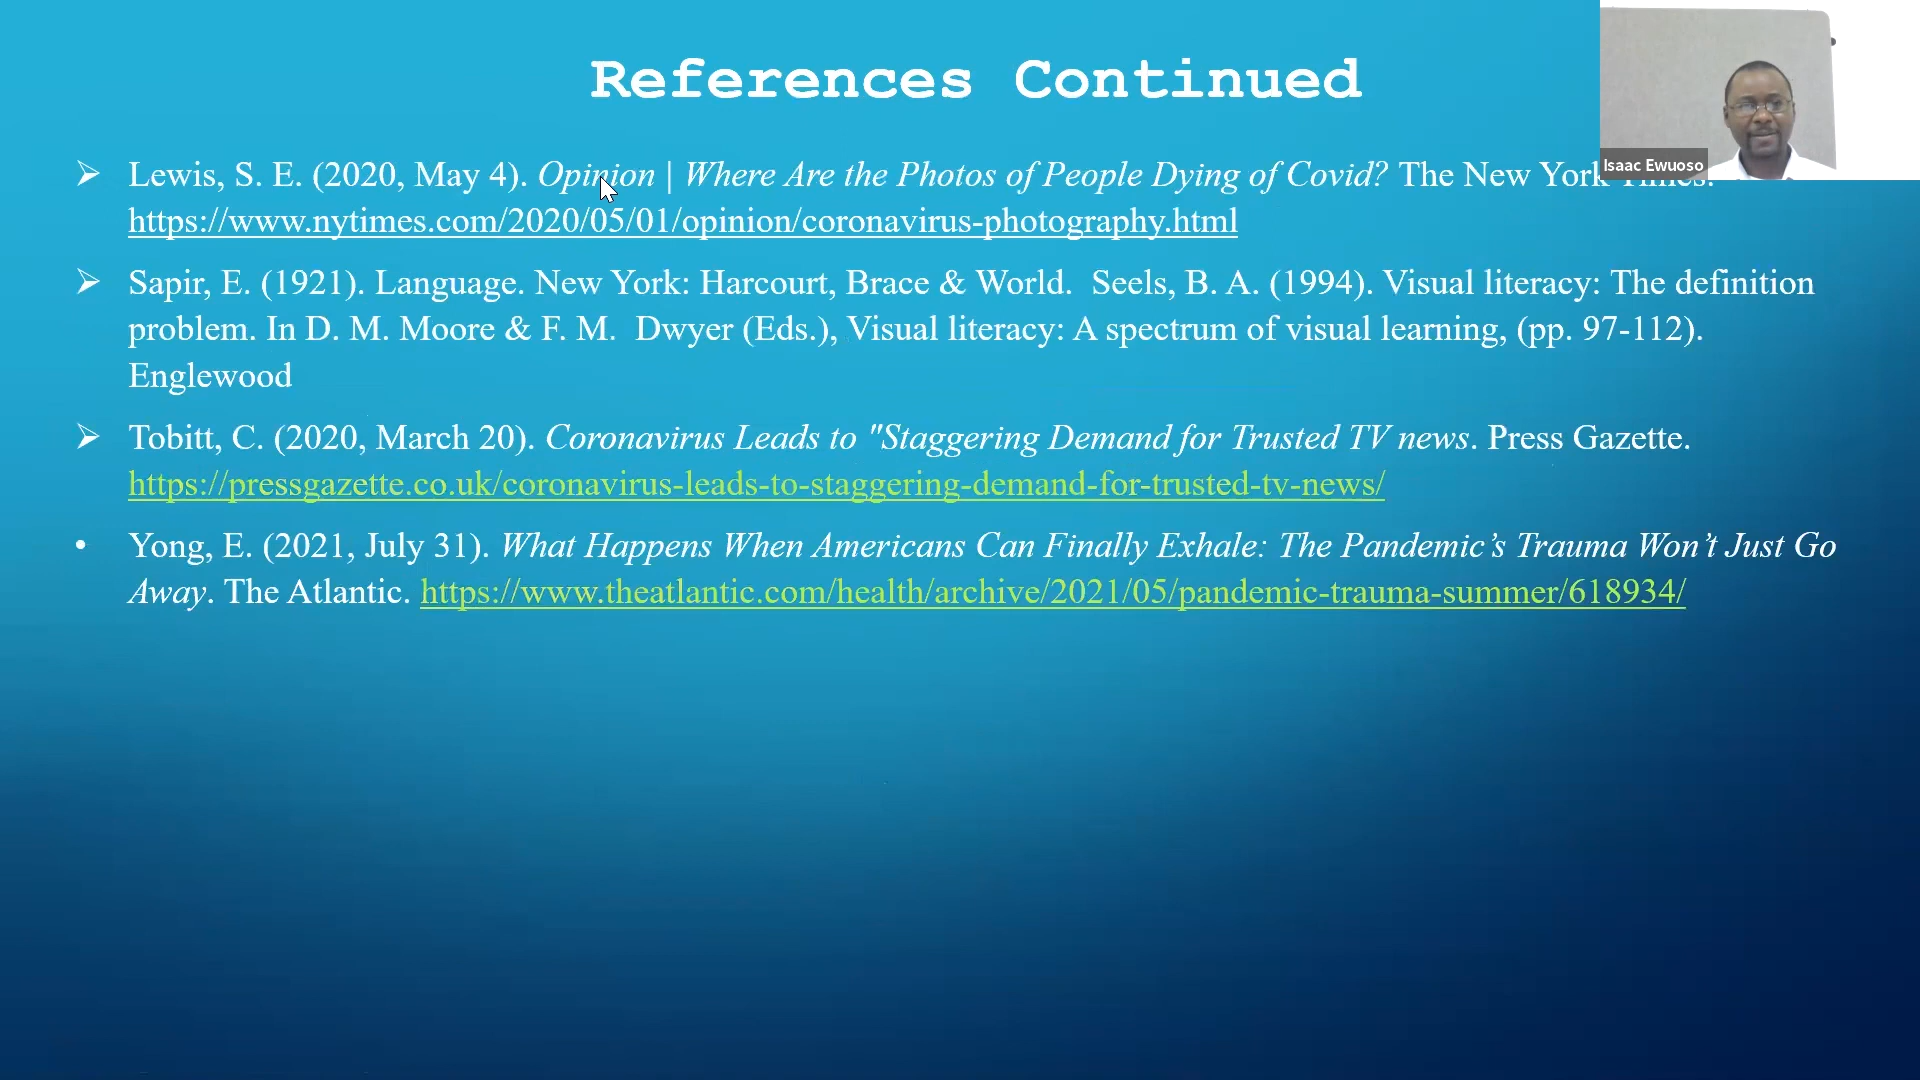 References Continued
Isaac Ewuoso
➢ Lewis, S. E. (2020, May 4). Opinion | Where Are the Photos of People Dying of Covid? The New York Times.
https://www.nytimes.com/2020/05/01/opinion/coronavirus-photography.html
➢ Sapir, E. (1921). Language. New York: Harcourt, Brace & World.  Seels, B. A. (1994). Visual literacy: The definition
problem. In D. M. Moore & F. M.  Dwyer (Eds.), Visual literacy: A spectrum of visual learning, (pp. 97-112).
Englewood
➢ Tobitt, C. (2020, March 20). Coronavirus Leads to "Staggering Demand for Trusted TV news. Press Gazette.
https://pressgazette.co.uk/coronavirus-leads-to-staggering-demand-for-trusted-tv-news/
• Yong, E. (2021, July 31). What Happens When Americans Can Finally Exhale: The Pandemic’s Trauma Won’t Just Go
Away. The Atlantic. https://www.theatlantic.com/health/archive/2021/05/pandemic-trauma-summer/618934/